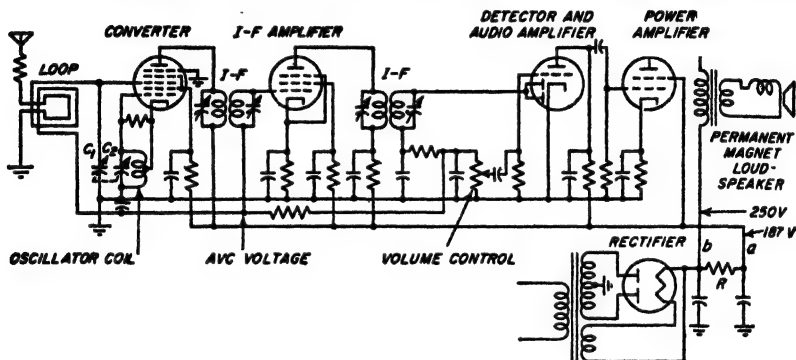 CONVERTER
I-F AMPLIFIER
DETECTOR AND
AUDIO AMPLIFIER
POWER
AMPLIFIER
LOOP
I-F
I-F
C1
C2
PERMANENT
MAGNET
LOUD-
SPEAKER
250V
187 V
OSCILLATOR COIL
AVC VOLTAGE
VOLUME CONTROL
RECTIFIER
b
a
R